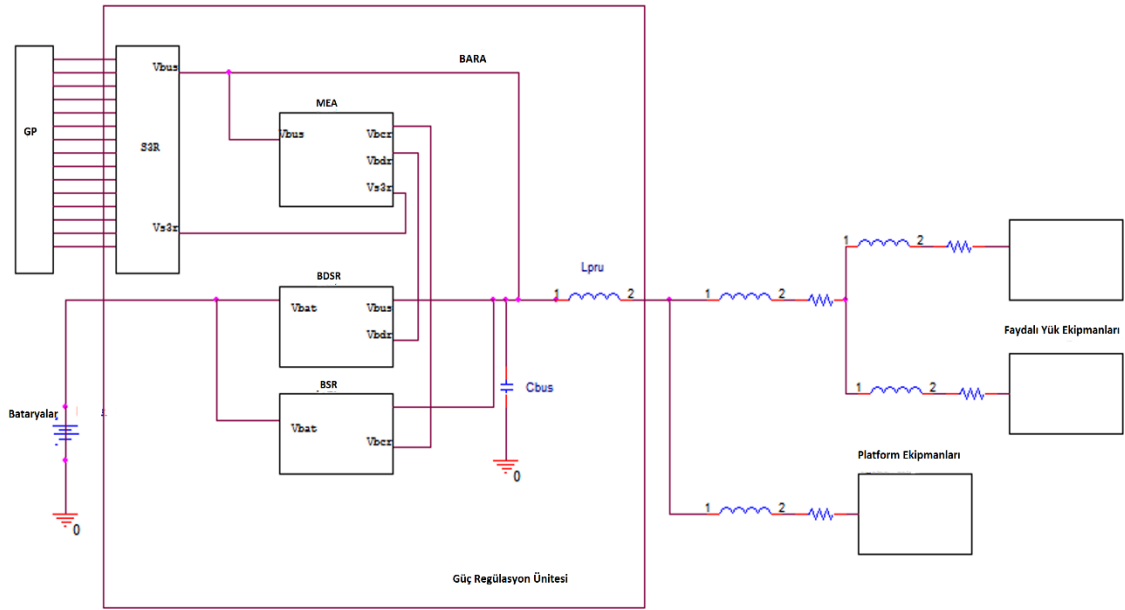 BARA
Vbus
MEA
GP
Vbus
Vbcr
S3R
Vbdr
Vs3r
Vs3r
1
2
BDSR
Lpru
Vbat
Vbus
1
2
1
2
Vbdr
Faydalı Yük Ekipmanları
BSR
Cbus
1
2
Bataryalar
Vbat
Vbcr
Platform Ekipmanları
0
1
2
0
Güç Regülasyon Ünitesi